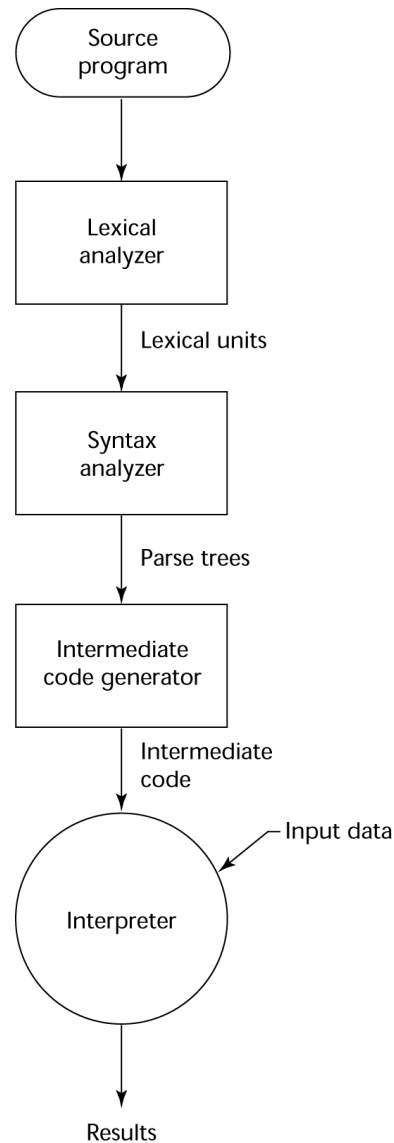 Source
program
Lexical
analyzer
Lexical units
Syntax
analyzer
Parse trees
Intermediate
code generator
Intermediate
code
Input data
Interpreter
Results